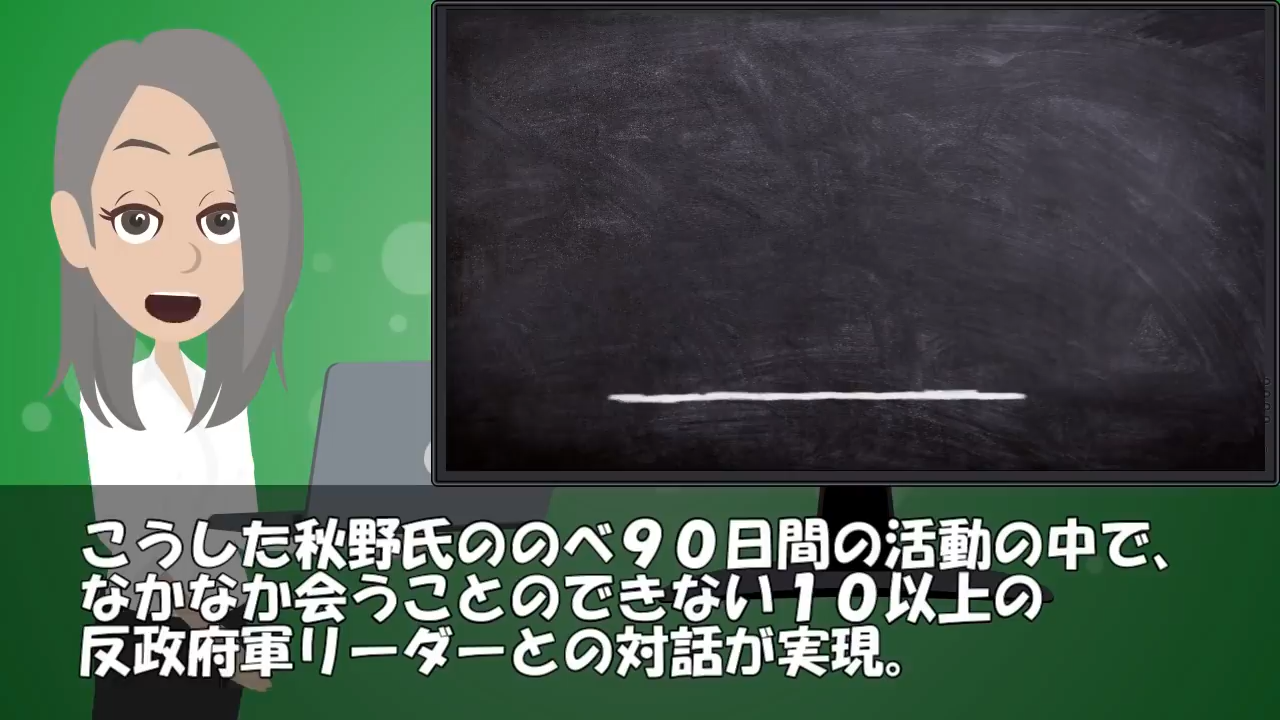 こうした秋野氏ののべ９０日間の活動の中で、
なかなか会うことのできない１０以上の
反政府軍リーダーとの対話が実現。